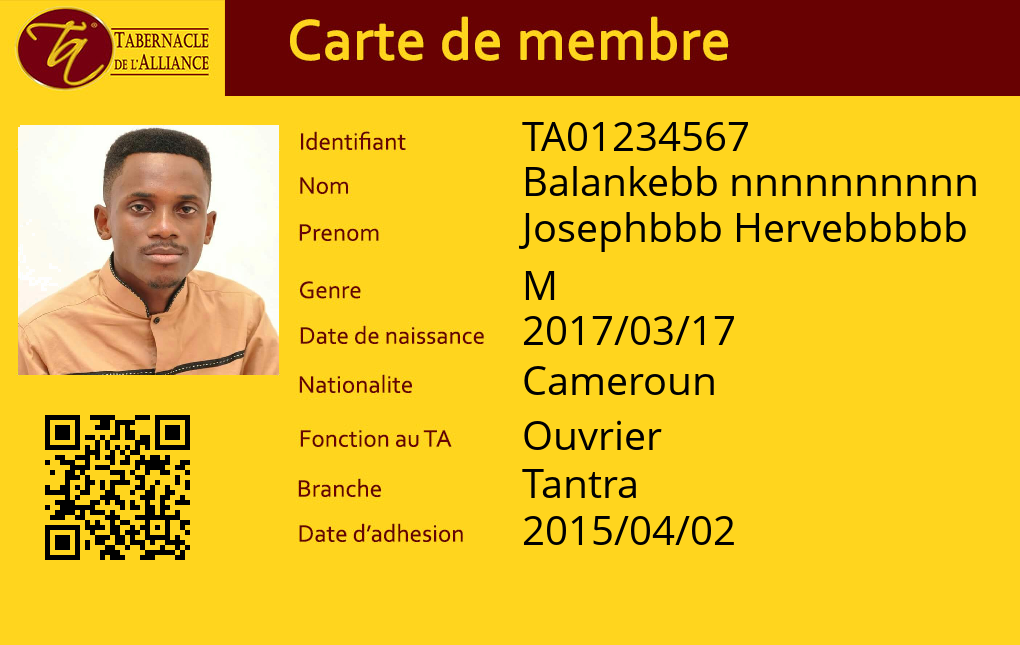 Ta®
TABERNACLE
DE L'ALLIANCE
Carte de membre
Identifiant TA01234567
Nom Balankebb nnnnnnnnnn
Prenom Josephbbb Hervebbbbb
Genre M
Date de naissance 2017/03/17
Nationalite Cameroun
Fonction au TA Ouvrier
Branche Tantra
Date d'adhesion 2015/04/02